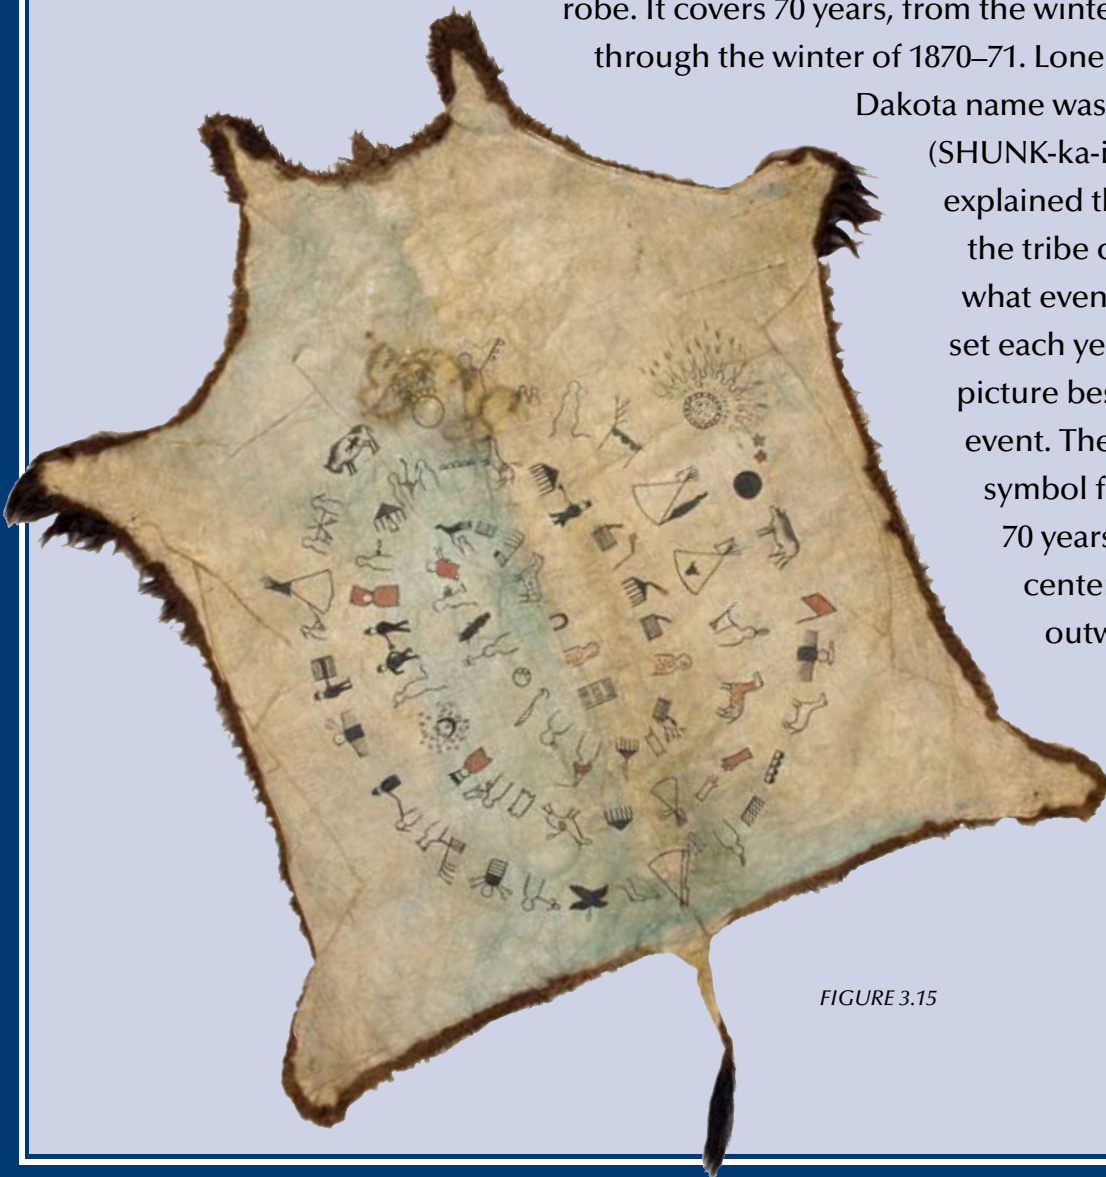 robe. It covers 70 years, from the winte
through the winter of 1870–71. Lone
Dakota name was
(SHUNK-ka-i
explained th
the tribe c
what even
set each ye
picture bes
event. The
symbol f
70 years
cente
outw
FIGURE 3.15